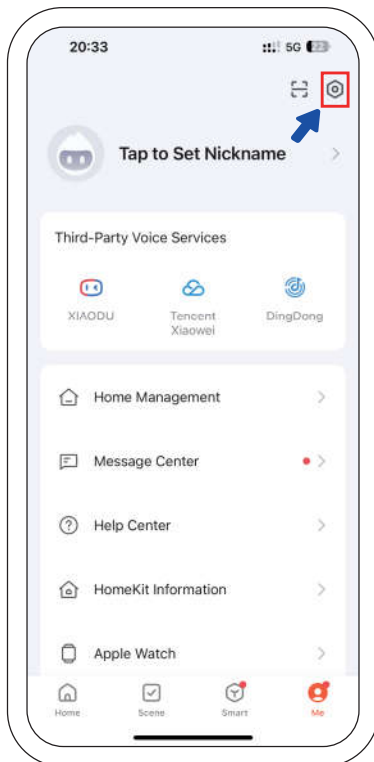 20:33 5G 23
Tap to Set Nickname
Third-Party Voice Services
XIAODU Tencent DingDong
Xiaowei
Home Management
Message Center
Help Center
HomeKit Information
Apple Watch
Home Scene Smart Me